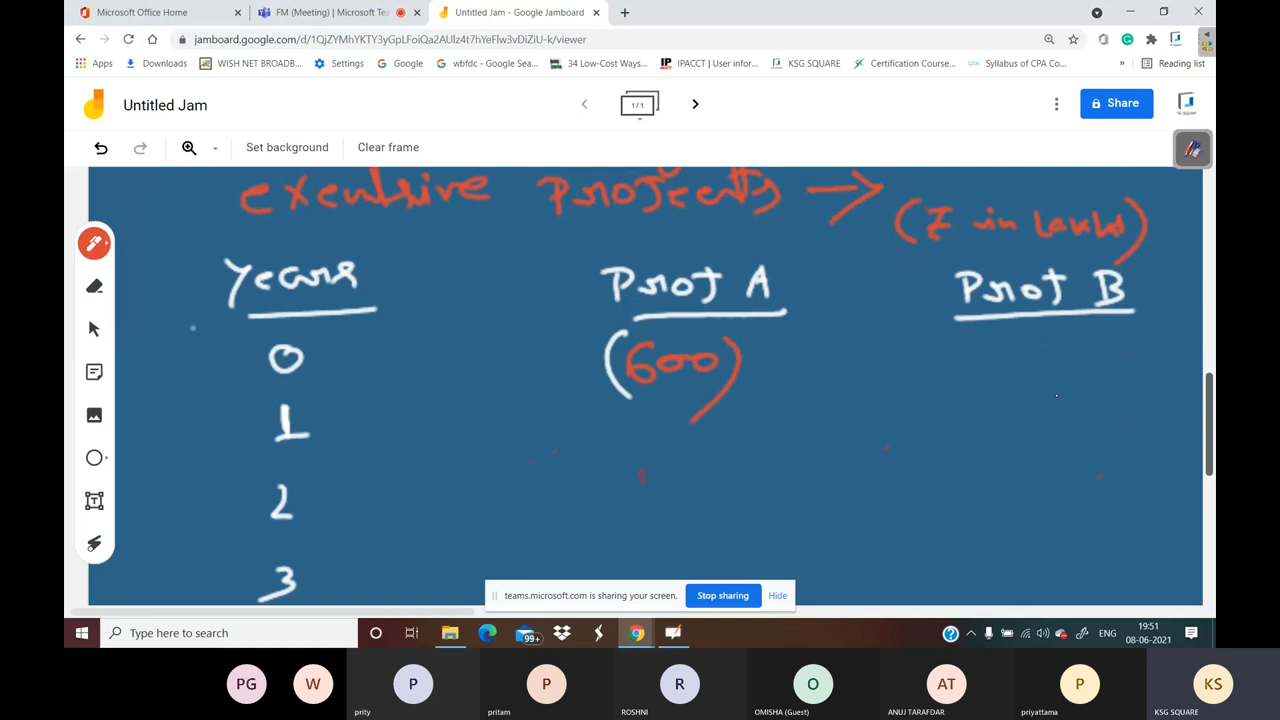 Microsoft Office Home
FM (Meeting) | Microsoft Te
Untitled Jam - Google Jamboard
jamboard.google.com/d/1QjZYMhYKTY3yGpLFoiQa2AUlz4t7hYeFlw3vDiZiU-k/viewer
Apps
Downloads
WISH NET BROADB...
Settings
Google
wbfdc - Google Sea...
34 Low-Cost Ways...
IPACCT | User infor...
KSG SQUARE
Certification Course...
Syllabus of CPA Co...
»
Reading list
Untitled Jam
1/1
Share
Set background
Clear frame
projects
(₹ in Lakhs)
Years Proj A Proj B
0 (600)
1
2
3
teams.microsoft.com is sharing your screen. Stop sharing Hide
Type here to search
99+
ENG
19:51
08-06-2021
PG W P P R O AT P KS
prity pritam ROSHNI OMISHA (Guest) ANUJ TARAFDAR priyattama KSG SQUARE